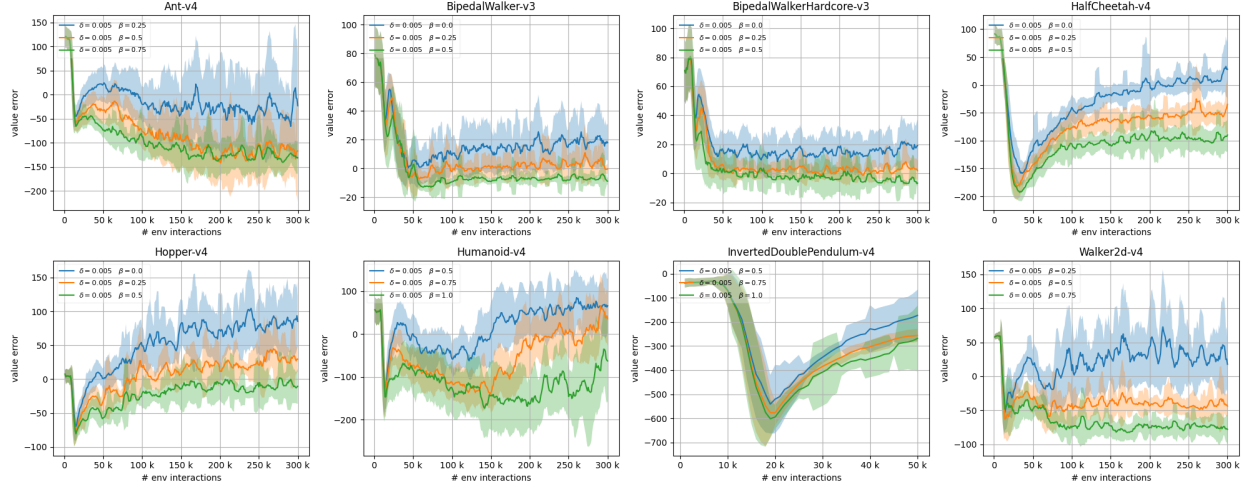 Ant-v4
δ = 0.005 β = 0.25
δ = 0.005 β = 0.5
δ = 0.005 β = 0.75
value error
150
100
50
0
−50
−100
−150
−200
0
50 k
100 k
150 k
200 k
250 k
300 k
# env interactions
BipedalWalker-v3
δ = 0.005 β = 0.0
δ = 0.005 β = 0.25
δ = 0.005 β = 0.5
value error
100
80
60
40
20
0
−20
0
50 k
100 k
150 k
200 k
250 k
300 k
# env interactions
BipedalWalkerHardcore-v3
δ = 0.005 β = 0.0
δ = 0.005 β = 0.25
δ = 0.005 β = 0.5
value error
100
80
60
40
20
0
−20
0
50 k
100 k
150 k
200 k
250 k
300 k
# env interactions
HalfCheetah-v4
δ = 0.005 β = 0.0
δ = 0.005 β = 0.25
δ = 0.005 β = 0.5
value error
100
50
0
−50
−100
−150
−200
0
50 k
100 k
150 k
200 k
250 k
300 k
# env interactions
Hopper-v4
δ = 0.005 β = 0.0
δ = 0.005 β = 0.25
δ = 0.005 β = 0.5
value error
150
100
50
0
−50
−100
0
50 k
100 k
150 k
200 k
250 k
300 k
# env interactions
Humanoid-v4
δ = 0.005 β = 0.5
δ = 0.005 β = 0.75
δ = 0.005 β = 1.0
value error
100
0
−100
−200
0
50 k
100 k
150 k
200 k
250 k
300 k
# env interactions
InvertedDoublePendulum-v4
δ = 0.005 β = 0.5
δ = 0.005 β = 0.75
δ = 0.005 β = 1.0
value error
0
−100
−200
−300
−400
−500
−600
−700
0
10 k
20 k
30 k
40 k
50 k
# env interactions
Walker2d-v4
δ = 0.005 β = 0.25
δ = 0.005 β = 0.5
δ = 0.005 β = 0.75
value error
150
100
50
0
−50
−100
0
50 k
100 k
150 k
200 k
250 k
300 k
# env interactions